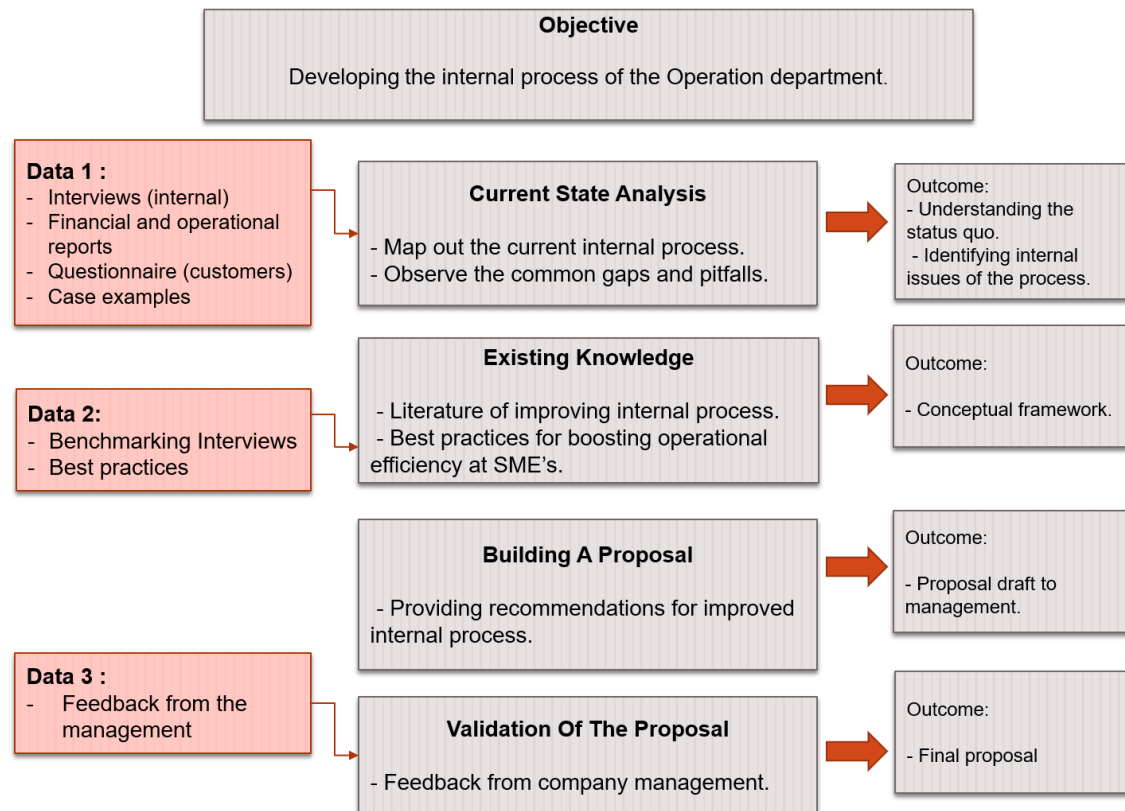 Objective
Developing the internal process of the Operation department.
Data 1 :
- Interviews (internal)
- Financial and operational
reports
- Questionnaire (customers)
- Case examples
Current State Analysis
- Map out the current internal process.
- Observe the common gaps and pitfalls.
Outcome:
- Understanding the
status quo.
- Identifying internal
issues of the process.
Data 2:
- Benchmarking Interviews
- Best practices
Existing Knowledge
- Literature of improving internal process.
- Best practices for boosting operational
efficiency at SME's.
Outcome:
- Conceptual framework.
Building A Proposal
- Providing recommendations for improved
internal process.
Outcome:
- Proposal draft to
management.
Data 3 :
- Feedback from the
management
Validation Of The Proposal
- Feedback from company management.
Outcome:
- Final proposal